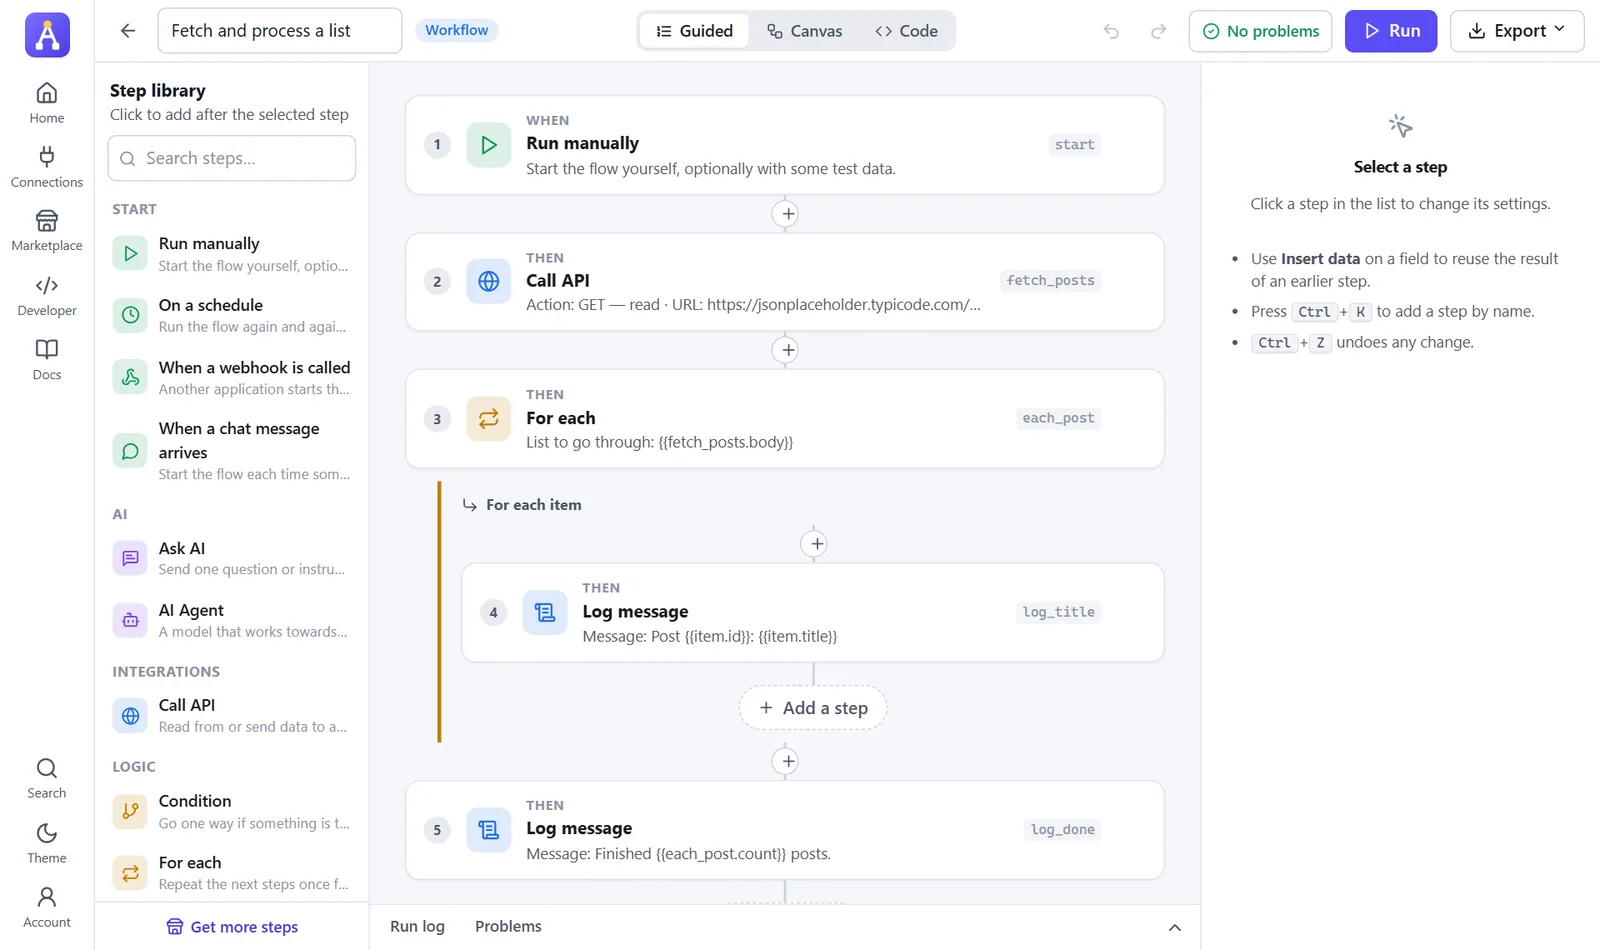 Fetch and process a list
Workflow
Guided
Canvas
Code
No problems
Run
Export
Home
Connections
Marketplace
Developer
Docs
Search
Theme
Account
Step library
Click to add after the selected step
Search steps...
START
Run manually
Start the flow yourself, optio...
On a schedule
Run the flow again and agai...
When a webhook is called
Another application starts th...
When a chat message
arrives
Start the flow each time som...
AI
Ask AI
Send one question or instru...
AI Agent
A model that works towards...
INTEGRATIONS
Call API
Read from or send data to a...
LOGIC
Condition
Go one way if something is t...
For each
Repeat the next steps once f...
Get more steps
WHEN
1
Run manually
start
Start the flow yourself, optionally with some test data.
THEN
2
Call API
fetch_posts
Action: GET — read · URL: https://jsonplaceholder.typicode.com/...
THEN
3
For each
each_post
List to go through: {{fetch_posts.body}}
For each item
THEN
4
Log message
log_title
Message: Post {{item.id}}: {{item.title}}
Add a step
THEN
5
Log message
log_done
Message: Finished {{each_post.count}} posts.
Run log
Problems
Select a step
Click a step in the list to change its settings.
• Use Insert data on a field to reuse the result
of an earlier step.
• Press Ctrl + K to add a step by name.
• Ctrl + Z undoes any change.